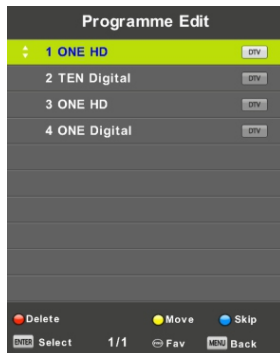 Programme Edit
1 ONE HD DTV
2 TEN Digital DTV
3 ONE HD DTV
4 ONE Digital DTV
Delete Move Skip
ENTER Select 1/1 Fav MENU Back